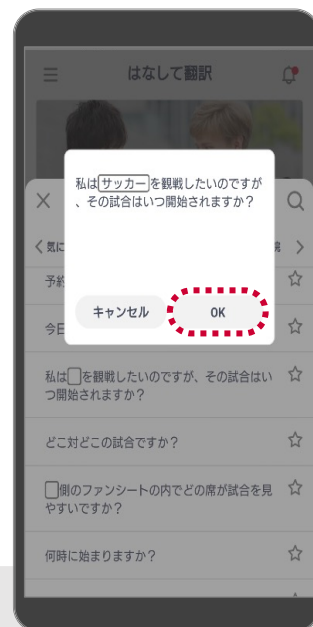 はなして翻訳
私はサッカーを観戦したいのですが
、その試合はいつ開始されますか?
気に
予約
キャンセル
OK
今日
私は□を観戦したいのですが、その試合はい
つ開始されますか?
どこ対どこの試合ですか?
□側のファンシートの内でどの席が試合を見
やすいですか?
何時に始まりますか?